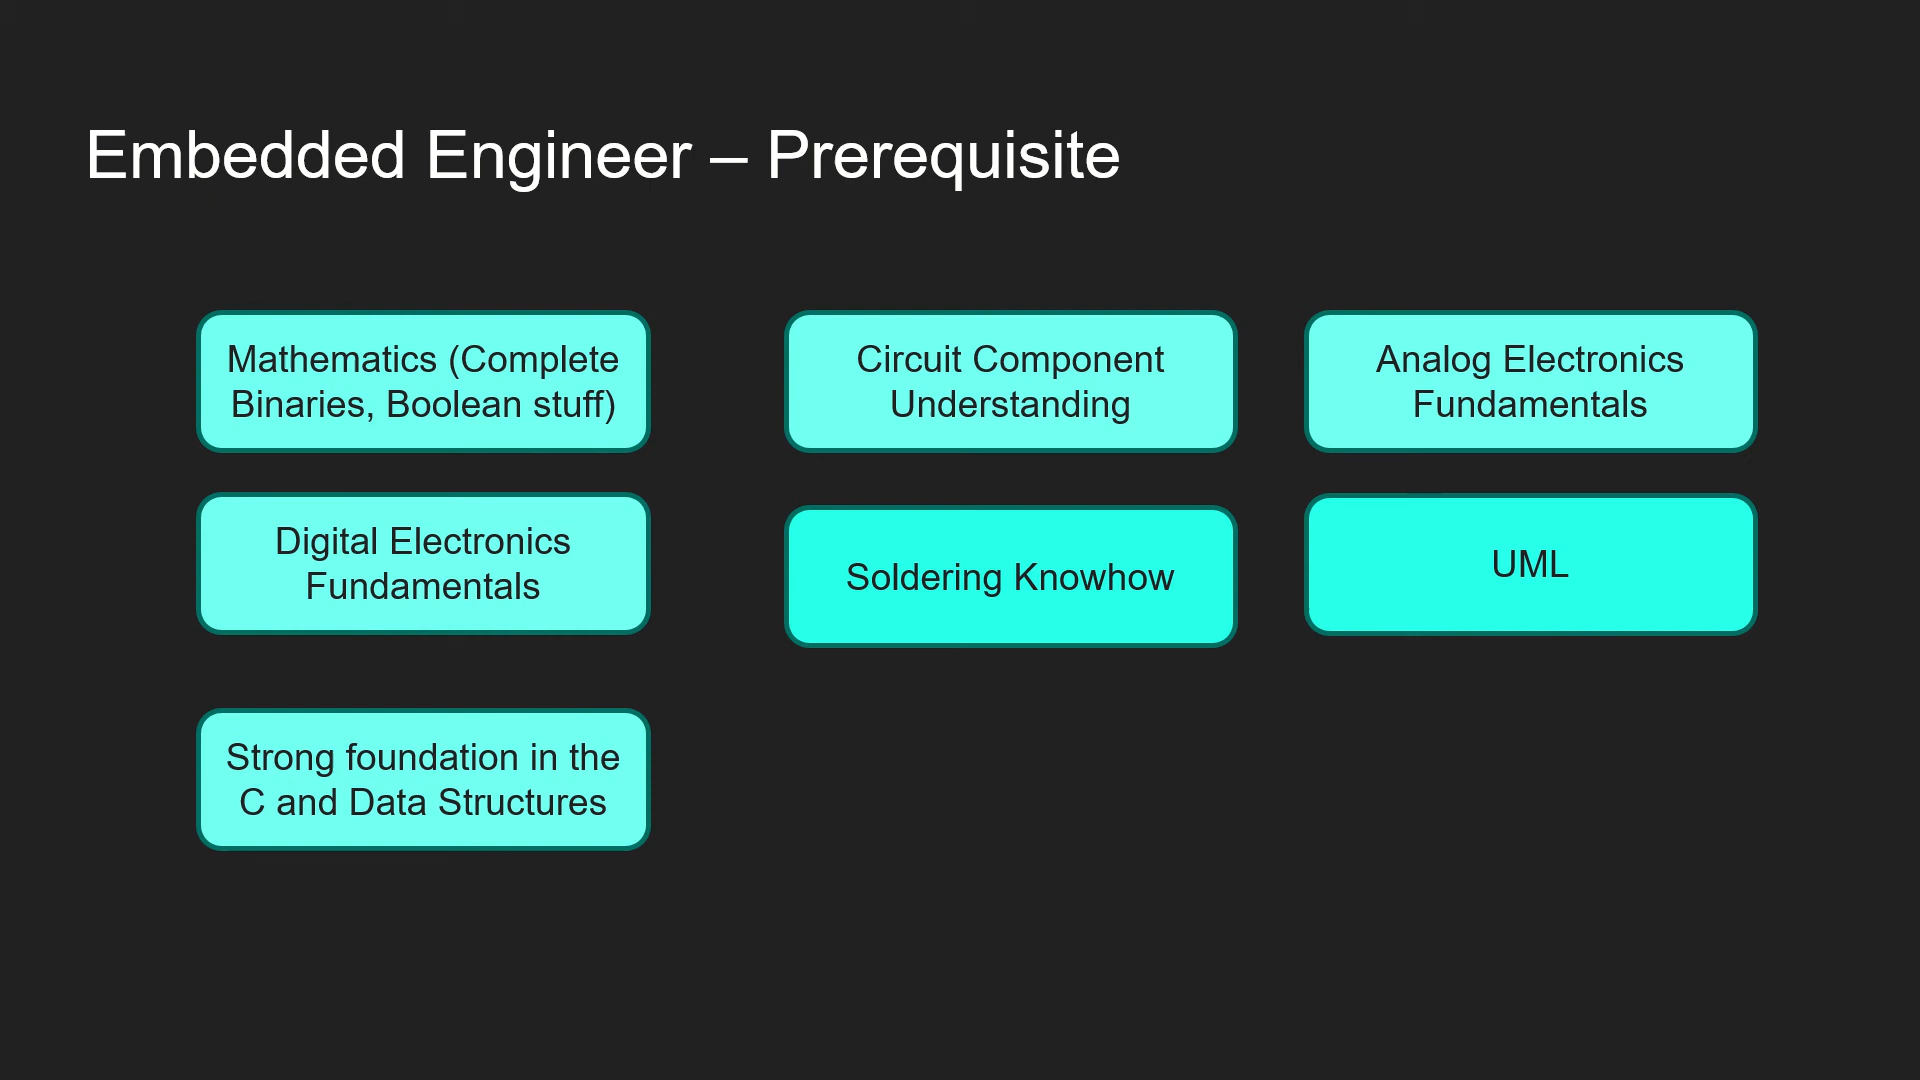 Embedded Engineer – Prerequisite
Mathematics (Complete
Binaries, Boolean stuff)
Circuit Component
Understanding
Analog Electronics
Fundamentals
Digital Electronics
Fundamentals
Soldering Knowhow
UML
Strong foundation in the
C and Data Structures